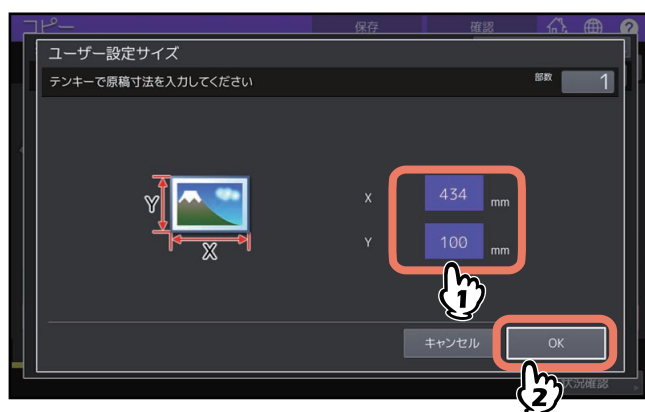 コピー
保存 確認 ?
ユーザー設定サイズ
テンキーで原稿寸法を入力してください 部数 1
X 434 mm
Y 100 mm
Y
X
1
キャンセル OK
状況確認
2